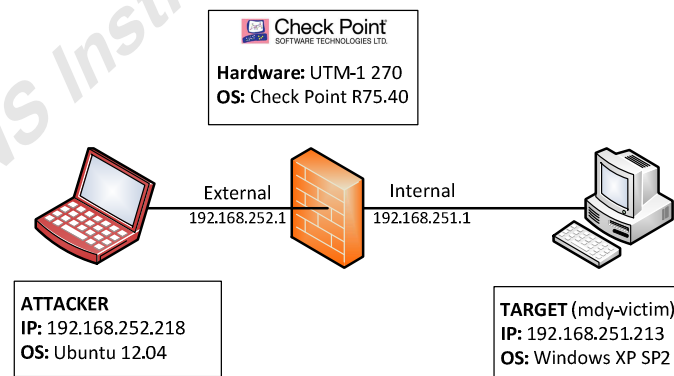 Check Point
SOFTWARE TECHNOLOGIES LTD.
Hardware: UTM-1 270
OS: Check Point R75.40
External
192.168.252.1
Internal
192.168.251.1
ATTACKER
IP: 192.168.252.218
OS: Ubuntu 12.04
TARGET (mdy-victim)
IP: 192.168.251.213
OS: Windows XP SP2